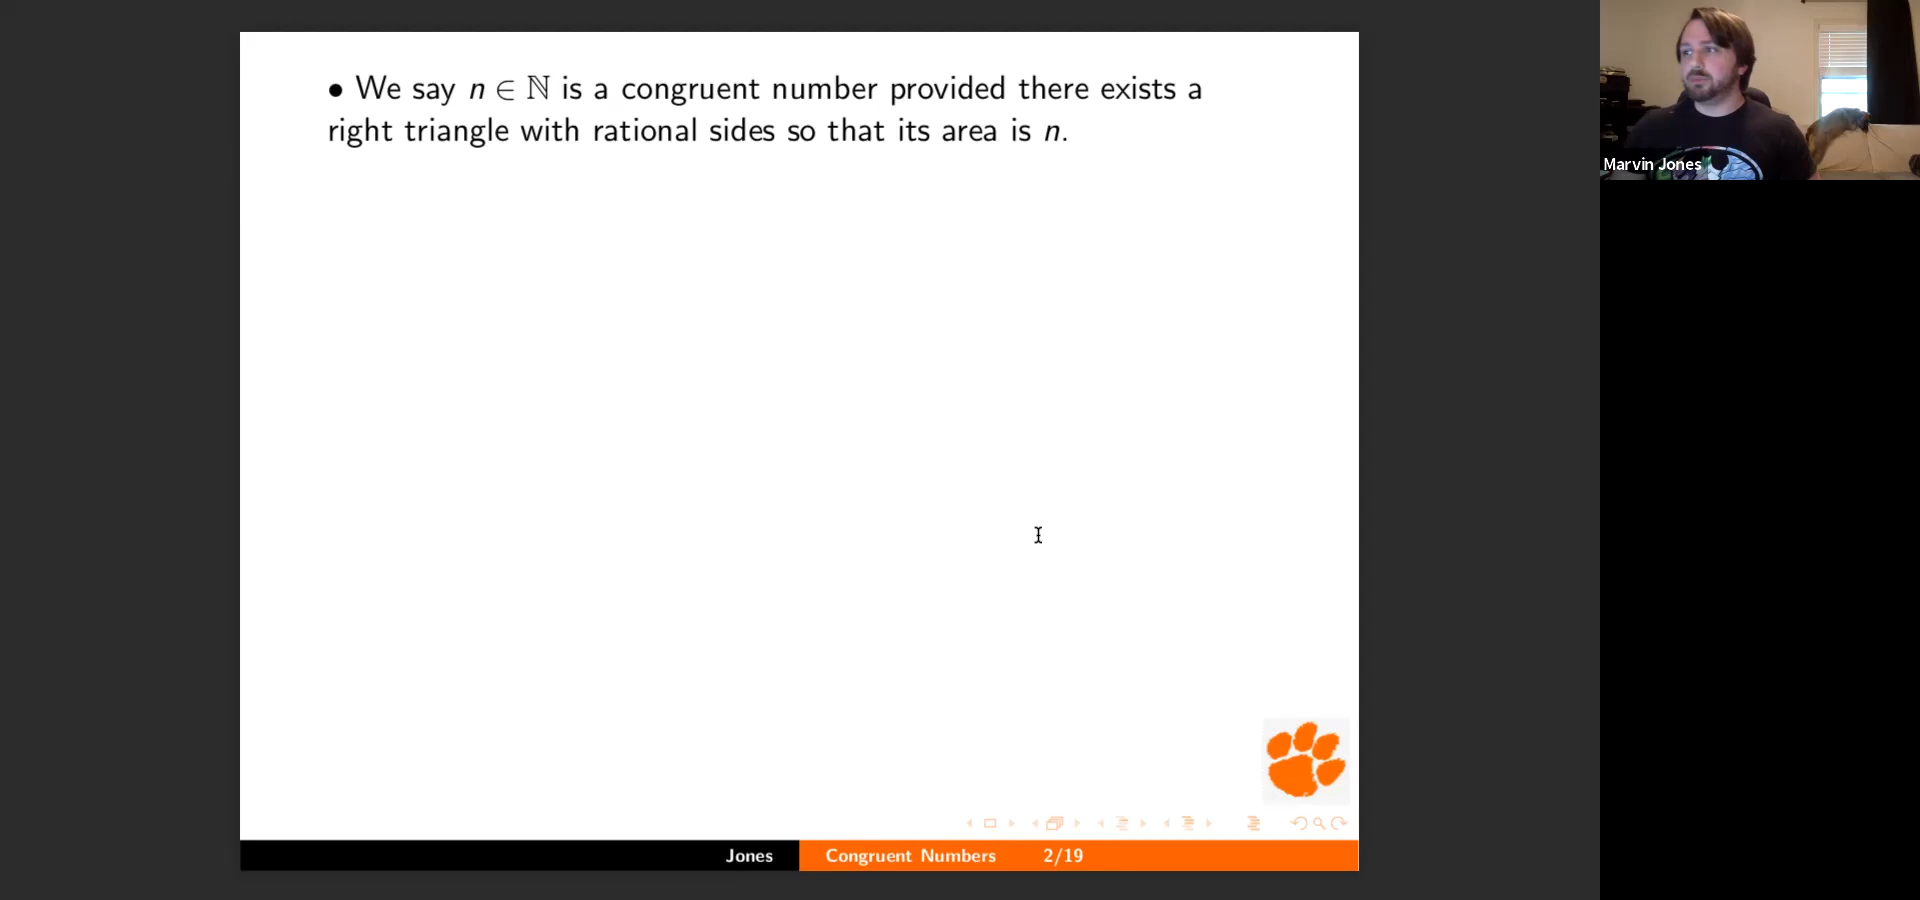 • We say n ∈ ℕ is a congruent number provided there exists a
right triangle with rational sides so that its area is n.
Marvin Jones
Jones Congruent Numbers 2/19